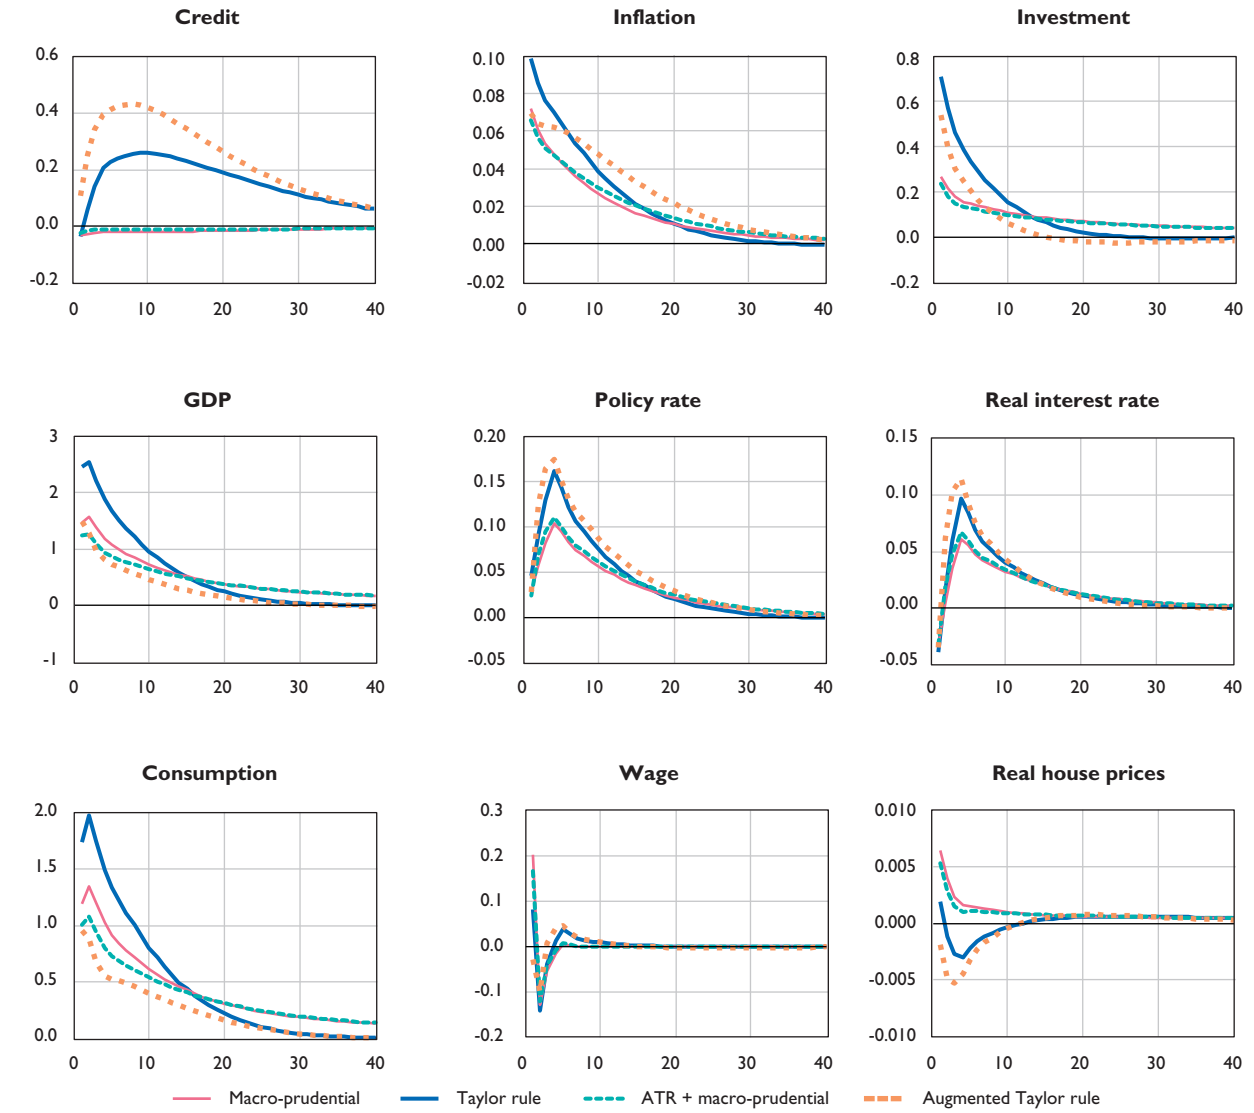 Credit Inflation Investment
0.6 0.10 0.8
0.08 0.6
0.4 0.06 0.4
0.2 0.04 0.2
0.0 0.02 0.0
0.00
-0.2 -0.02 -0.2
0 10 20 30 40 0 10 20 30 40 0 10 20 30 40
GDP Policy rate Real interest rate
3 0.20 0.15
2 0.15 0.10
1 0.10 0.05
0.05
0 0.00 0.00
-1 -0.05 -0.05
0 10 20 30 40 0 10 20 30 40 0 10 20 30 40
Consumption Wage Real house prices
2.0 0.3 0.010
1.5 0.2 0.005
1.0 0.1 0.000
0.0
0.5 -0.1 -0.005
0.0 -0.2 -0.010
0 10 20 30 40 0 10 20 30 40 0 10 20 30 40
Macro-prudential Taylor rule ATR + macro-prudential Augmented Taylor rule